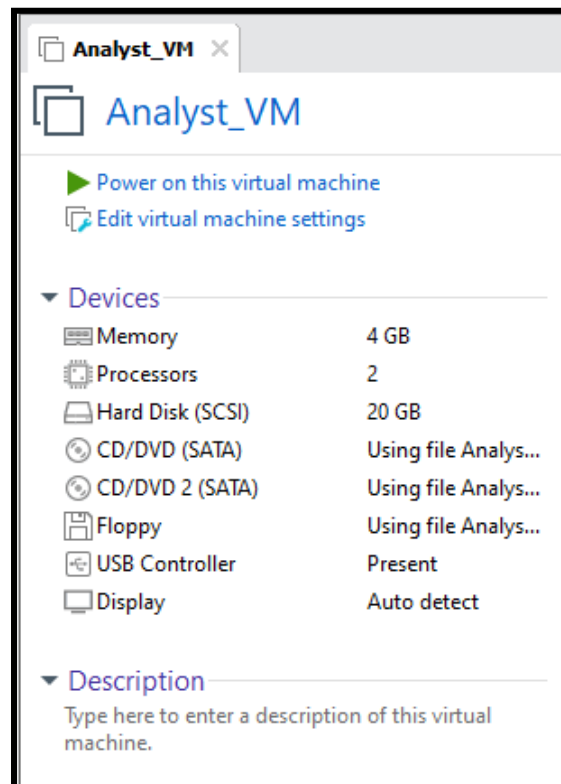 Analyst_VM
Analyst_VM
Power on this virtual machine
Edit virtual machine settings
Devices
Memory 4 GB
Processors 2
Hard Disk (SCSI) 20 GB
CD/DVD (SATA) Using file Analys...
CD/DVD 2 (SATA) Using file Analys...
Floppy Using file Analys...
USB Controller Present
Display Auto detect
Description
Type here to enter a description of this virtual
machine.